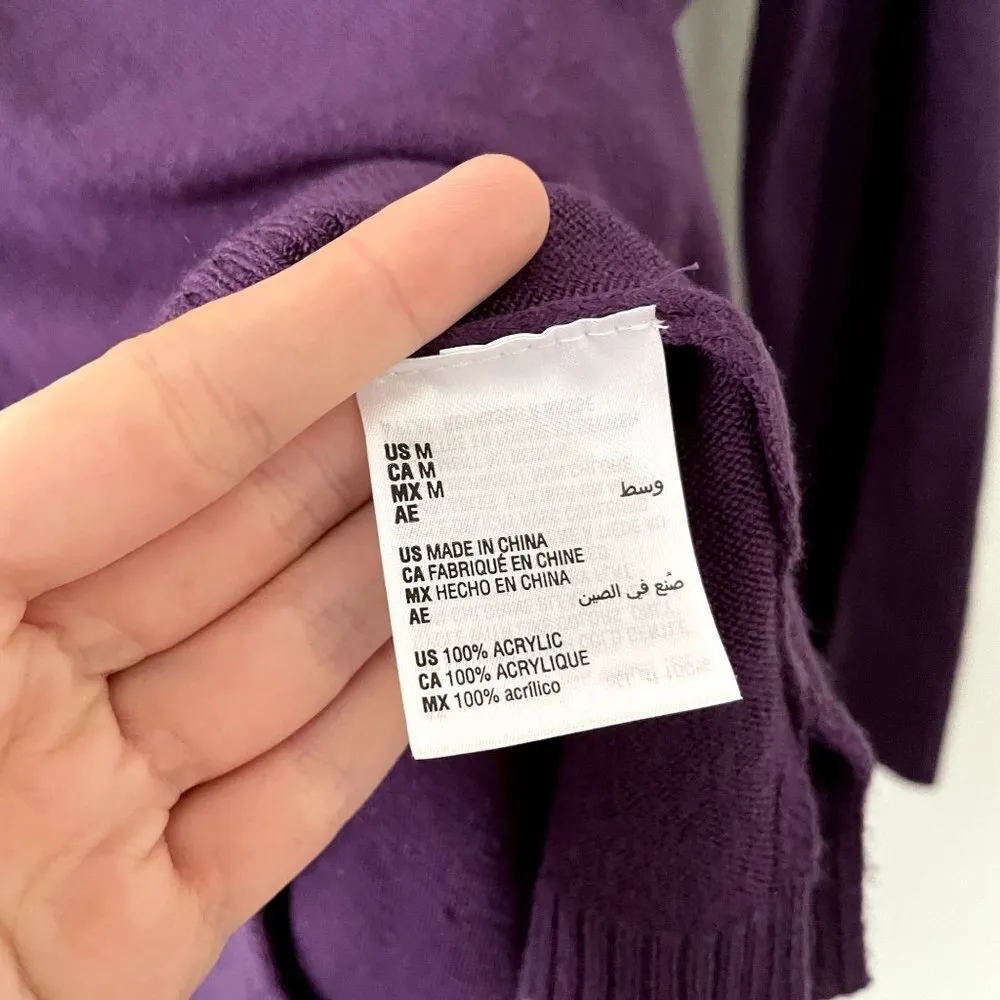 US M
CA M
MX M
AE وسط
US MADE IN CHINA
CA FABRIQUÉ EN CHINE
MX HECHO EN CHINA
AE صُنع في الصين
US 100% ACRYLIC
CA 100% ACRYLIQUE
MX 100% acrílico